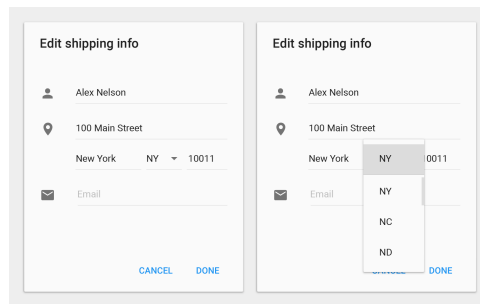 Edit shipping info
Alex Nelson
100 Main Street
New York NY 10011
Email
CANCEL DONE
Edit shipping info
Alex Nelson
100 Main Street
New York NY 0011
Email NY
NC
ND
DONE